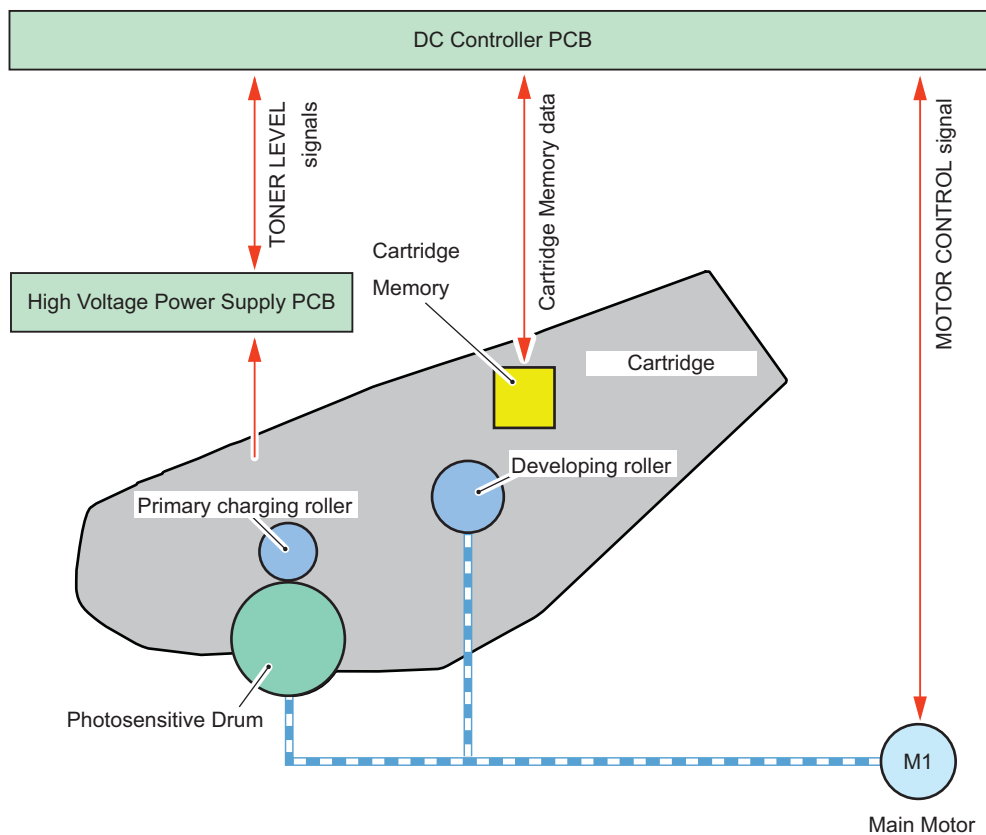 DC Controller PCB
TONER LEVEL
signals
Cartridge Memory data
MOTOR CONTROL signal
Cartridge
Memory
High Voltage Power Supply PCB
Cartridge
Developing roller
Primary charging roller
Photosensitive Drum
M1
Main Motor